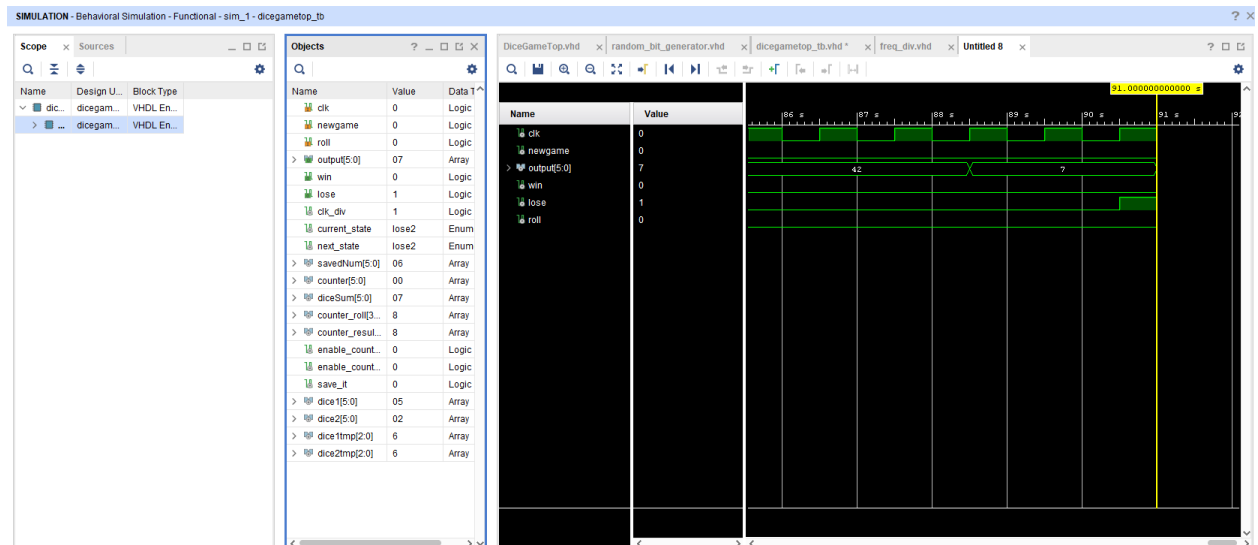 SIMULATION - Behavioral Simulation - Functional - sim_1 - dicegametop_tb
Scope Sources
Name Design U... Block Type
dic... dicegam... VHDL En...
... dicegam... VHDL En...
Objects
Name Value Data T
clk 0 Logic
newgame 0 Logic
roll 0 Logic
output[5:0] 07 Array
win 0 Logic
lose 1 Logic
clk_div 1 Logic
current_state lose2 Enum
next_state lose2 Enum
savedNum[5:0] 06 Array
counter[5:0] 00 Array
diceSum[5:0] 07 Array
counter_roll[3... 8 Array
counter_resul... 8 Array
enable_count... 0 Logic
enable_count... 0 Logic
save_it 0 Logic
dice1[5:0] 05 Array
dice2[5:0] 02 Array
dice1tmp[2:0] 6 Array
dice2tmp[2:0] 6 Array
DiceGameTop.vhd random_bit_generator.vhd dicegametop_tb.vhd * freq_div.vhd Untitled 8
91.000000000000 s
Name Value
86 s 87 s 88 s 89 s 90 s 91 s 92
clk 0
newgame 0
output[5:0] 7 42 7
win 0
lose 1
roll 0